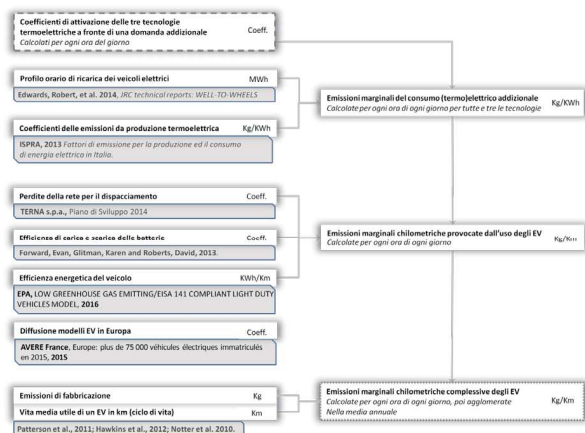 Coefficienti di attivazione delle tre tecnologie
termoelettriche a fronte di una domanda addizionale Coeff.
Calcolati per ogni ora del giorno
Profilo orario di ricarica dei veicoli elettrici MWh
Edwards, Robert, et al. 2014, JRC technical reports: WELL-TO-WHEELS
Coefficienti delle emissioni da produzione termoelettrica Kg/KWh
ISPRA, 2013 Fattori di emissione per la produzione ed il consumo
di energia elettrica in Italia.
Emissioni marginali del consumo (termo)elettrico addizionale Kg/KWh
Calcolate per ogni ora di ogni giorno per tutte e tre le tecnologie
Perdite della rete per il dispacciamento Coeff.
TERNA s.p.a., Piano di Sviluppo 2014
Efficienza di carica e scarica delle batterie Coeff.
Forward, Evan, Glitman, Karen and Roberts, David, 2013.
Efficienza energetica del veicolo KWh/Km
EPA, LOW GREENHOUSE GAS EMITTING/EISA 141 COMPLIANT LIGHT DUTY
VEHICLES MODEL, 2016
Emissioni marginali chilometriche provocate dall'uso degli EV Kg/Km
Calcolate per ogni ora di ogni giorno
Diffusione modelli EV in Europa Coeff.
AVERE France, Europe: plus de 75 000 véhicules électriques immatriculés
en 2015, 2015
Emissioni di fabbricazione Kg
Vita media utile di un EV in km (ciclo di vita) Km
Patterson et al., 2011; Hawkins et al., 2012; Notter et al. 2010.
Emissioni marginali chilometriche complessive degli EV
Calcolate per ogni ora di ogni giorno, poi agglomerate Kg/Km
Nella media annuale